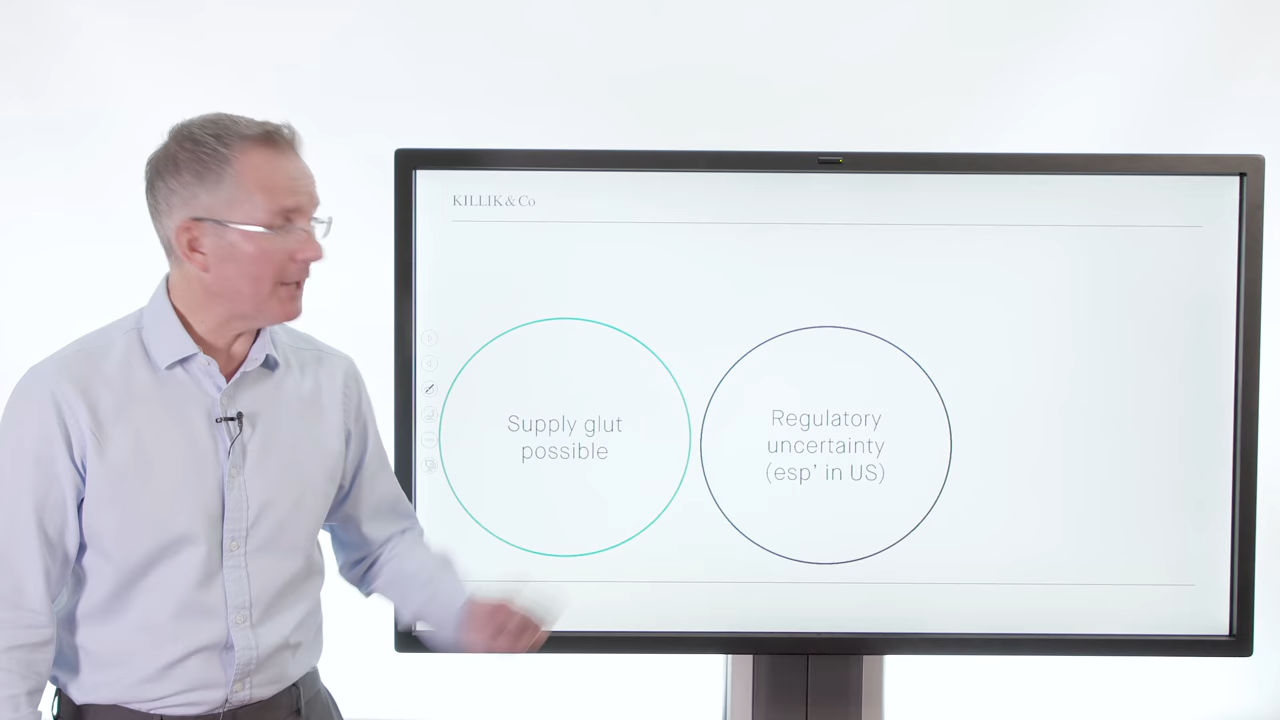 KILLIK & Co
Supply glut
possible
Regulatory
uncertainty
(esp’ in US)